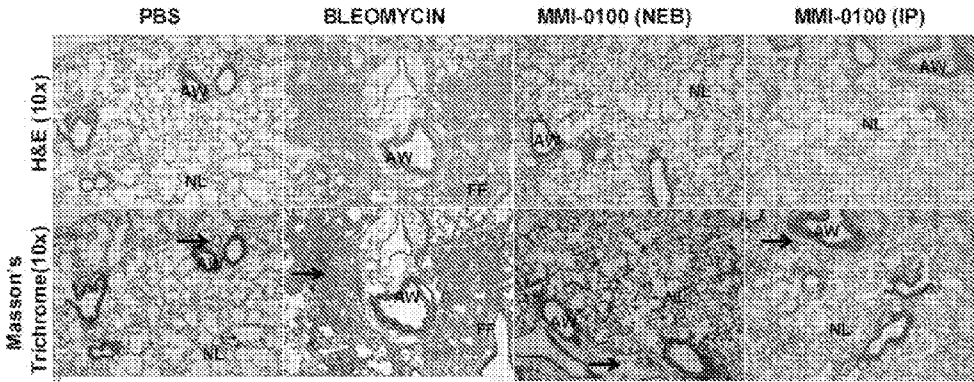 PBS BLEOMYCIN MMI-0100 (NEB) MMI-0100 (IP)
H&E (10x)
AW NL
AW FF
NL AW
AW NL
Masson's
Trichrome(10x)
AW NL
AW FF
NL AW
AW NL